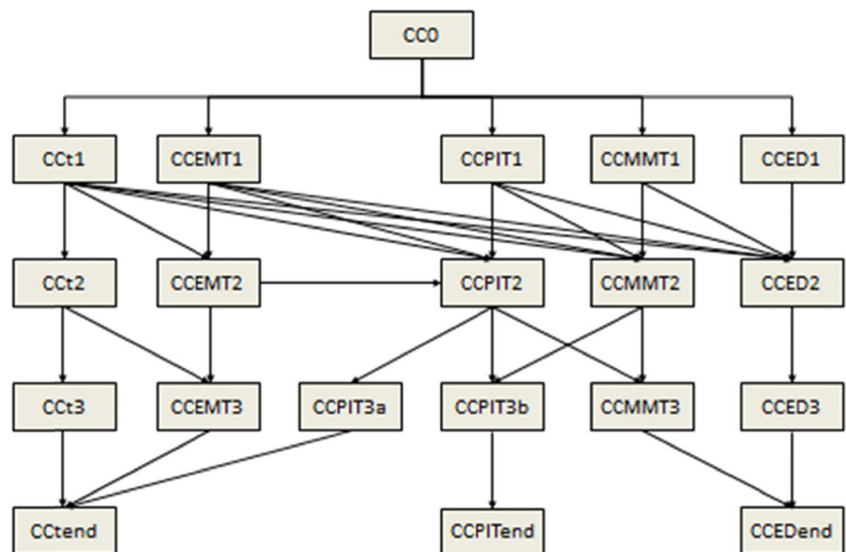 CC0
CCt1 CCEMT1 CCPIT1 CCMMT1 CCED1
CCt2 CCEMT2 CCPIT2 CCMMT2 CCED2
CCt3 CCEMT3 CCPIT3a CCPIT3b CCMMT3 CCED3
CCtend CCPITend CCEDend